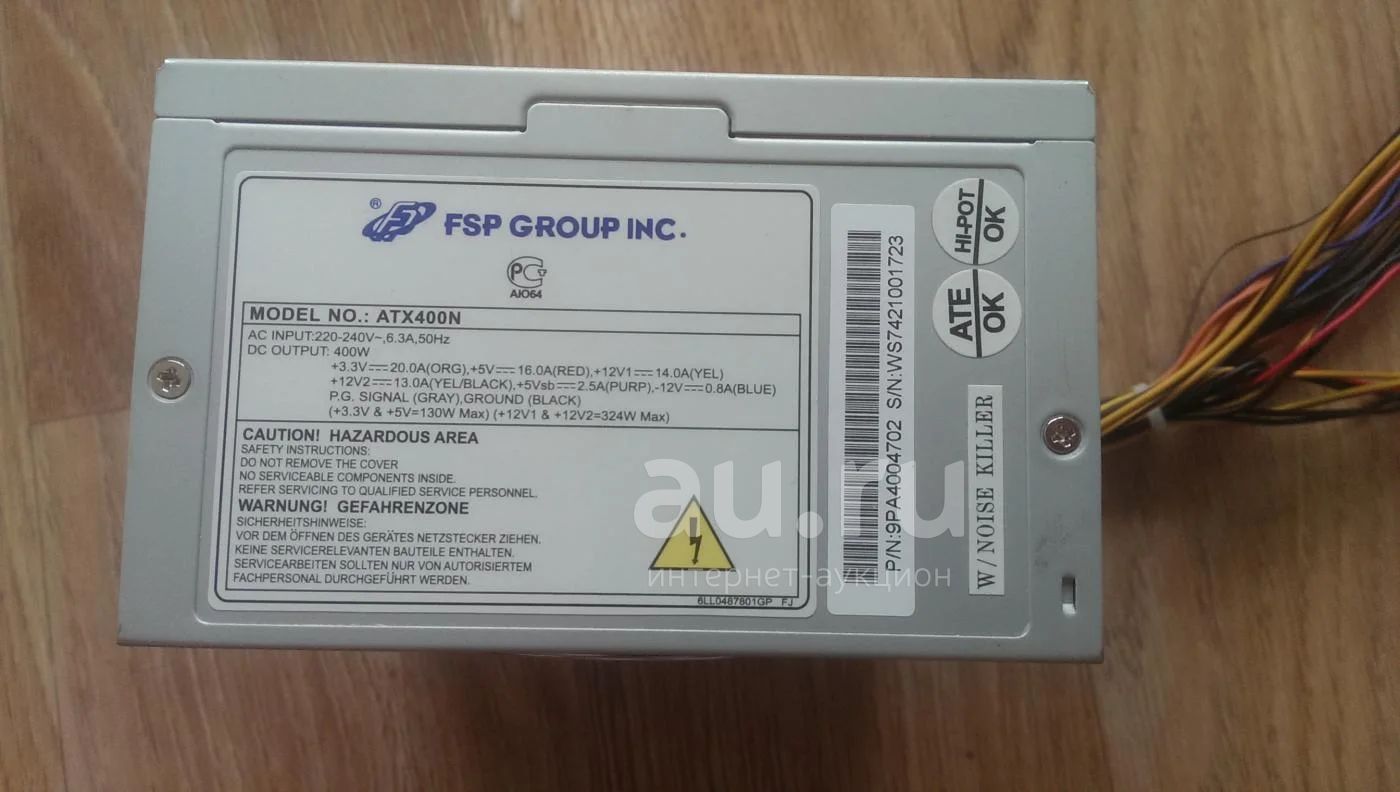 ® FSP GROUP INC.
PCT
АЮ64
MODEL NO.: ATX400N
AC INPUT:220-240V~,6.3A,50Hz
DC OUTPUT: 400W
+3.3V⎓20.0A(ORG),+5V⎓16.0A(RED),+12V1⎓14.0A(YEL)
+12V2⎓13.0A(YEL/BLACK),+5Vsb⎓2.5A(PURP),-12V⎓0.8A(BLUE)
P.G. SIGNAL (GRAY),GROUND (BLACK)
(+3.3V & +5V=130W Max) (+12V1 & +12V2=324W Max)
CAUTION! HAZARDOUS AREA
SAFETY INSTRUCTIONS:
DO NOT REMOVE THE COVER
NO SERVICEABLE COMPONENTS INSIDE.
REFER SERVICING TO QUALIFIED SERVICE PERSONNEL.
WARNUNG! GEFAHRENZONE
SICHERHEITSHINWEISE:
VOR DEM ÖFFNEN DES GERÄTES NETZSTECKER ZIEHEN.
KEINE SERVICERELEVANTEN BAUTEILE ENTHALTEN.
SERVICEARBEITEN SOLLTEN NUR VON AUTORISIERTEM
FACHPERSONAL DURCHGEFÜHRT WERDEN.
6LL0487801GP FJ
P/N:9PA4004702 S/N:WS7421001723
HI-POT
OK
ATE
OK
W/NOISE KILLER
au.ru
интернет-аукцион